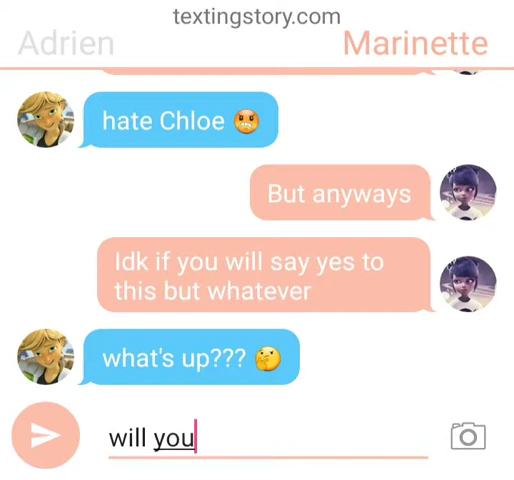 textingstory.com
Adrien
Marinette
hate Chloe 😠
But anyways
Idk if you will say yes to
this but whatever
what's up??? 🤔
will you